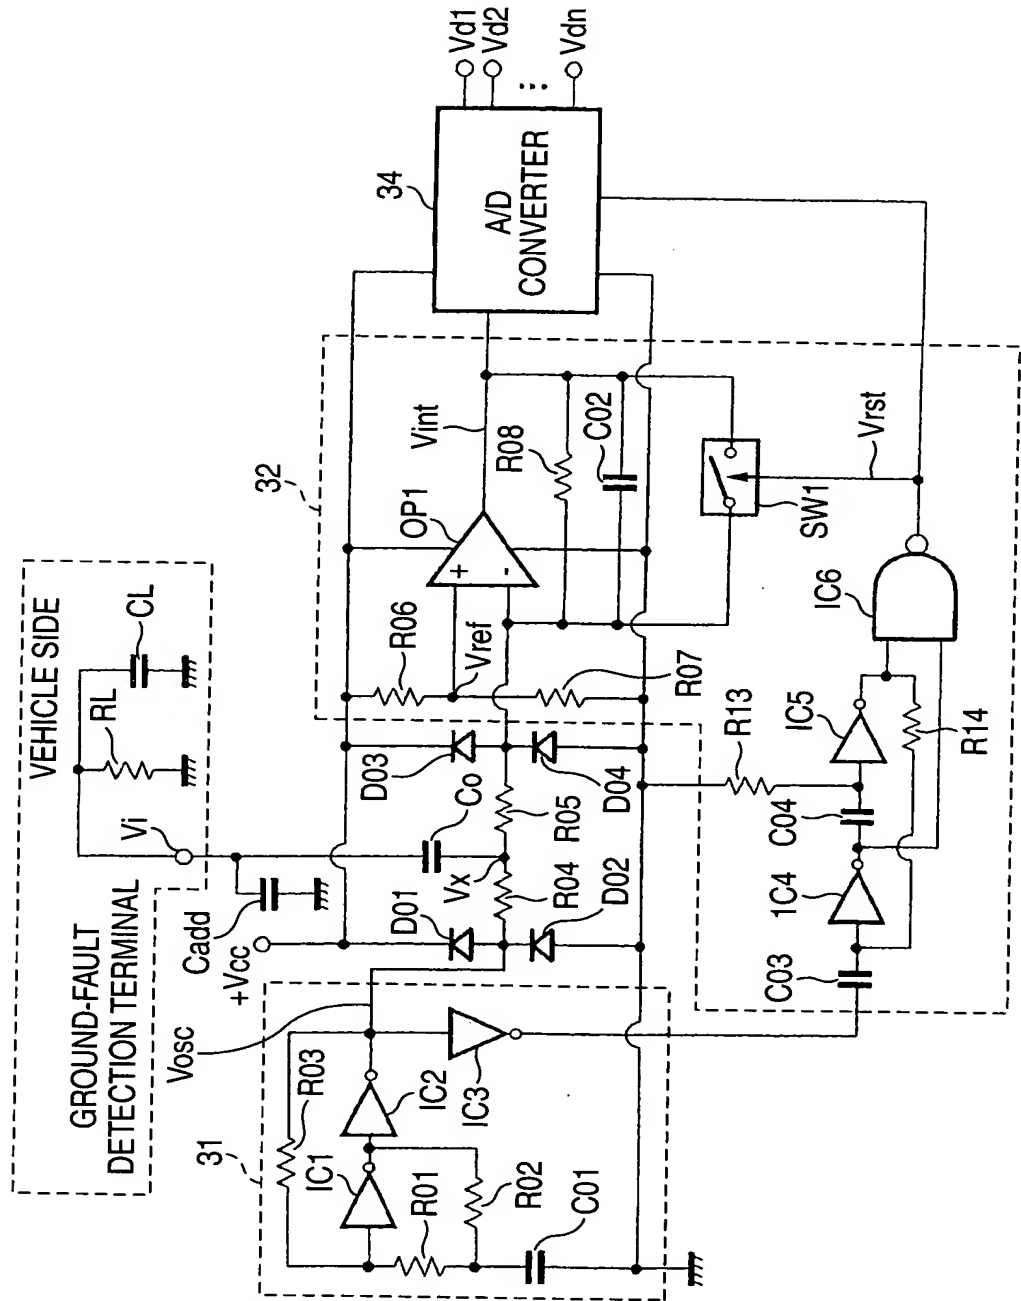 VEHICLE SIDE
GROUND-FAULT
DETECTION TERMINAL
RL
CL
Vi
Cadd
+Vcc
Vosc
31
R03
IC1
IC2
IC3
R01
R02
C01
D01
D02
Vx
R04
Co
R05
D03
D04
32
R06
Vref
R07
OP1
+
-
Vint
R08
C02
SW1
Vrst
34
A/D
CONVERTER
Vd1
Vd2
...
Vdn
C03
1C4
C04
R13
IC5
R14
IC6